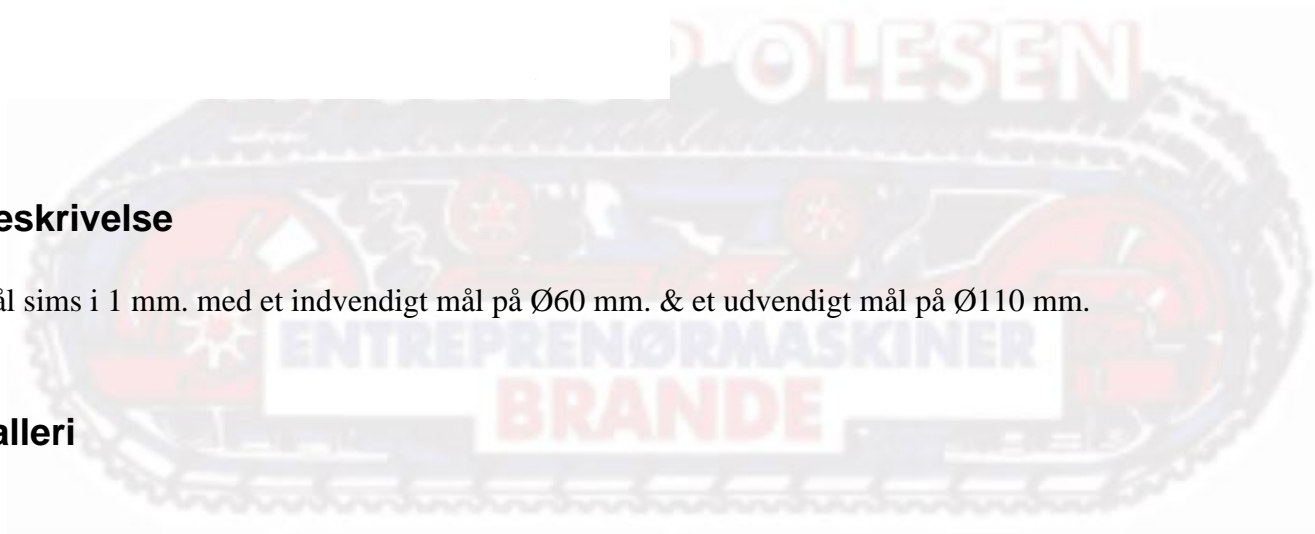 OLESEN
eskrivelse
ål sims i 1 mm. med et indvendigt mål på Ø60 mm. & et udvendigt mål på Ø110 mm.
ENTREPRENØRMASKINER
BRANDE
alleri